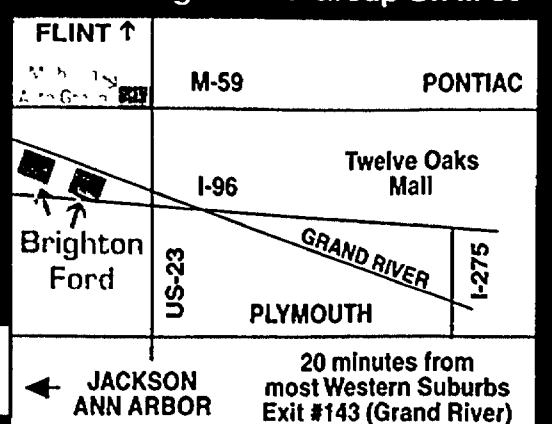 FLINT ↑
M-59 PONTIAC
Twelve Oaks
Mall
I-96
Brighton
Ford
GRAND RIVER
US-23
I-275
PLYMOUTH
← JACKSON
ANN ARBOR
20 minutes from
most Western Suburbs
Exit #143 (Grand River)